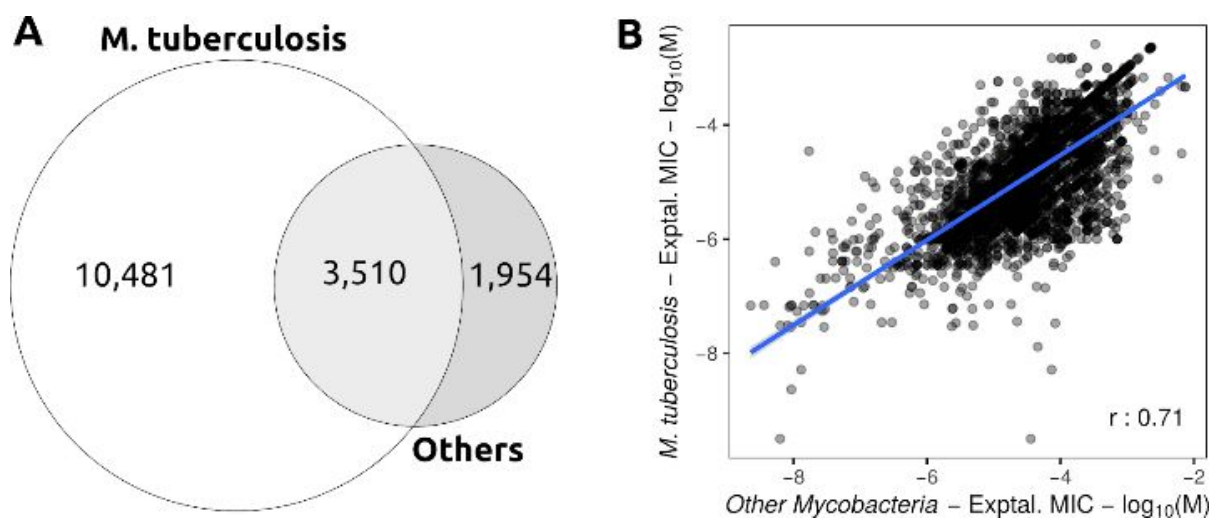 A
M. tuberculosis
10,481
3,510
1,954
Others
B
M. tuberculosis − Exptal. MIC − log10(M)
−4
−6
−8
r : 0.71
−8
−6
−4
−2
Other Mycobacteria − Exptal. MIC − log10(M)